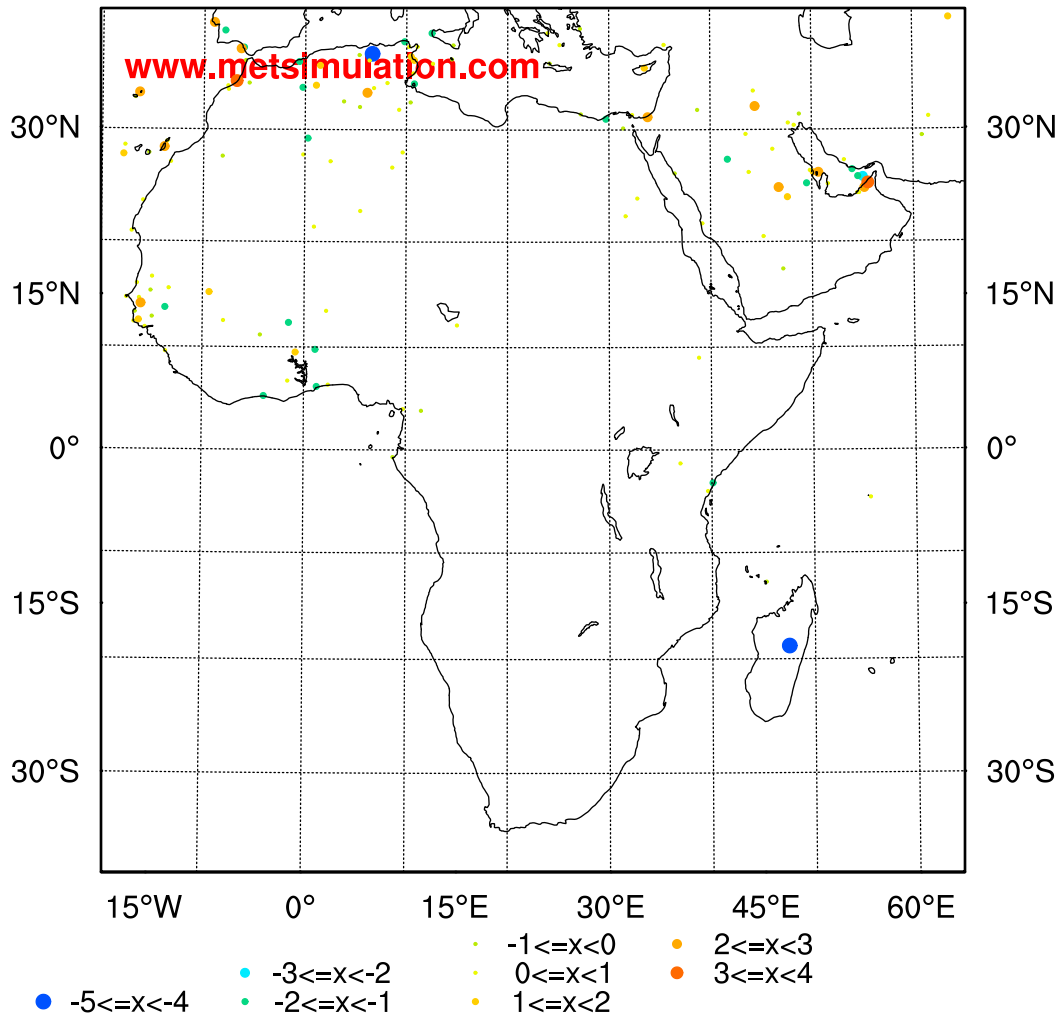 www.metsimulation.com
30°N 30°N
15°N 15°N
0° 0°
15°S 15°S
30°S 30°S
15°W 0° 15°E 30°E 45°E 60°E
-1<=x<0 2<=x<3
-3<=x<-2 0<=x<1 3<=x<4
-5<=x<-4 -2<=x<-1 1<=x<2